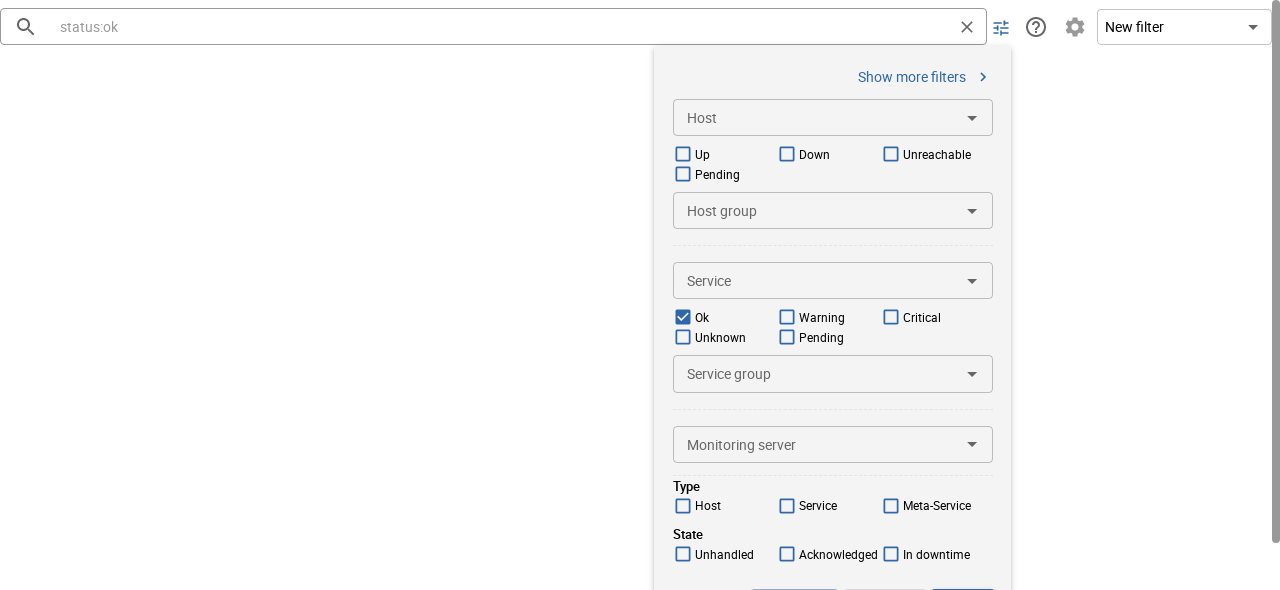 status:ok
New filter
Show more filters
Host
Up Down Unreachable
Pending
Host group
Service
Ok Warning Critical
Unknown Pending
Service group
Monitoring server
Type
Host Service Meta-Service
State
Unhandled Acknowledged In downtime